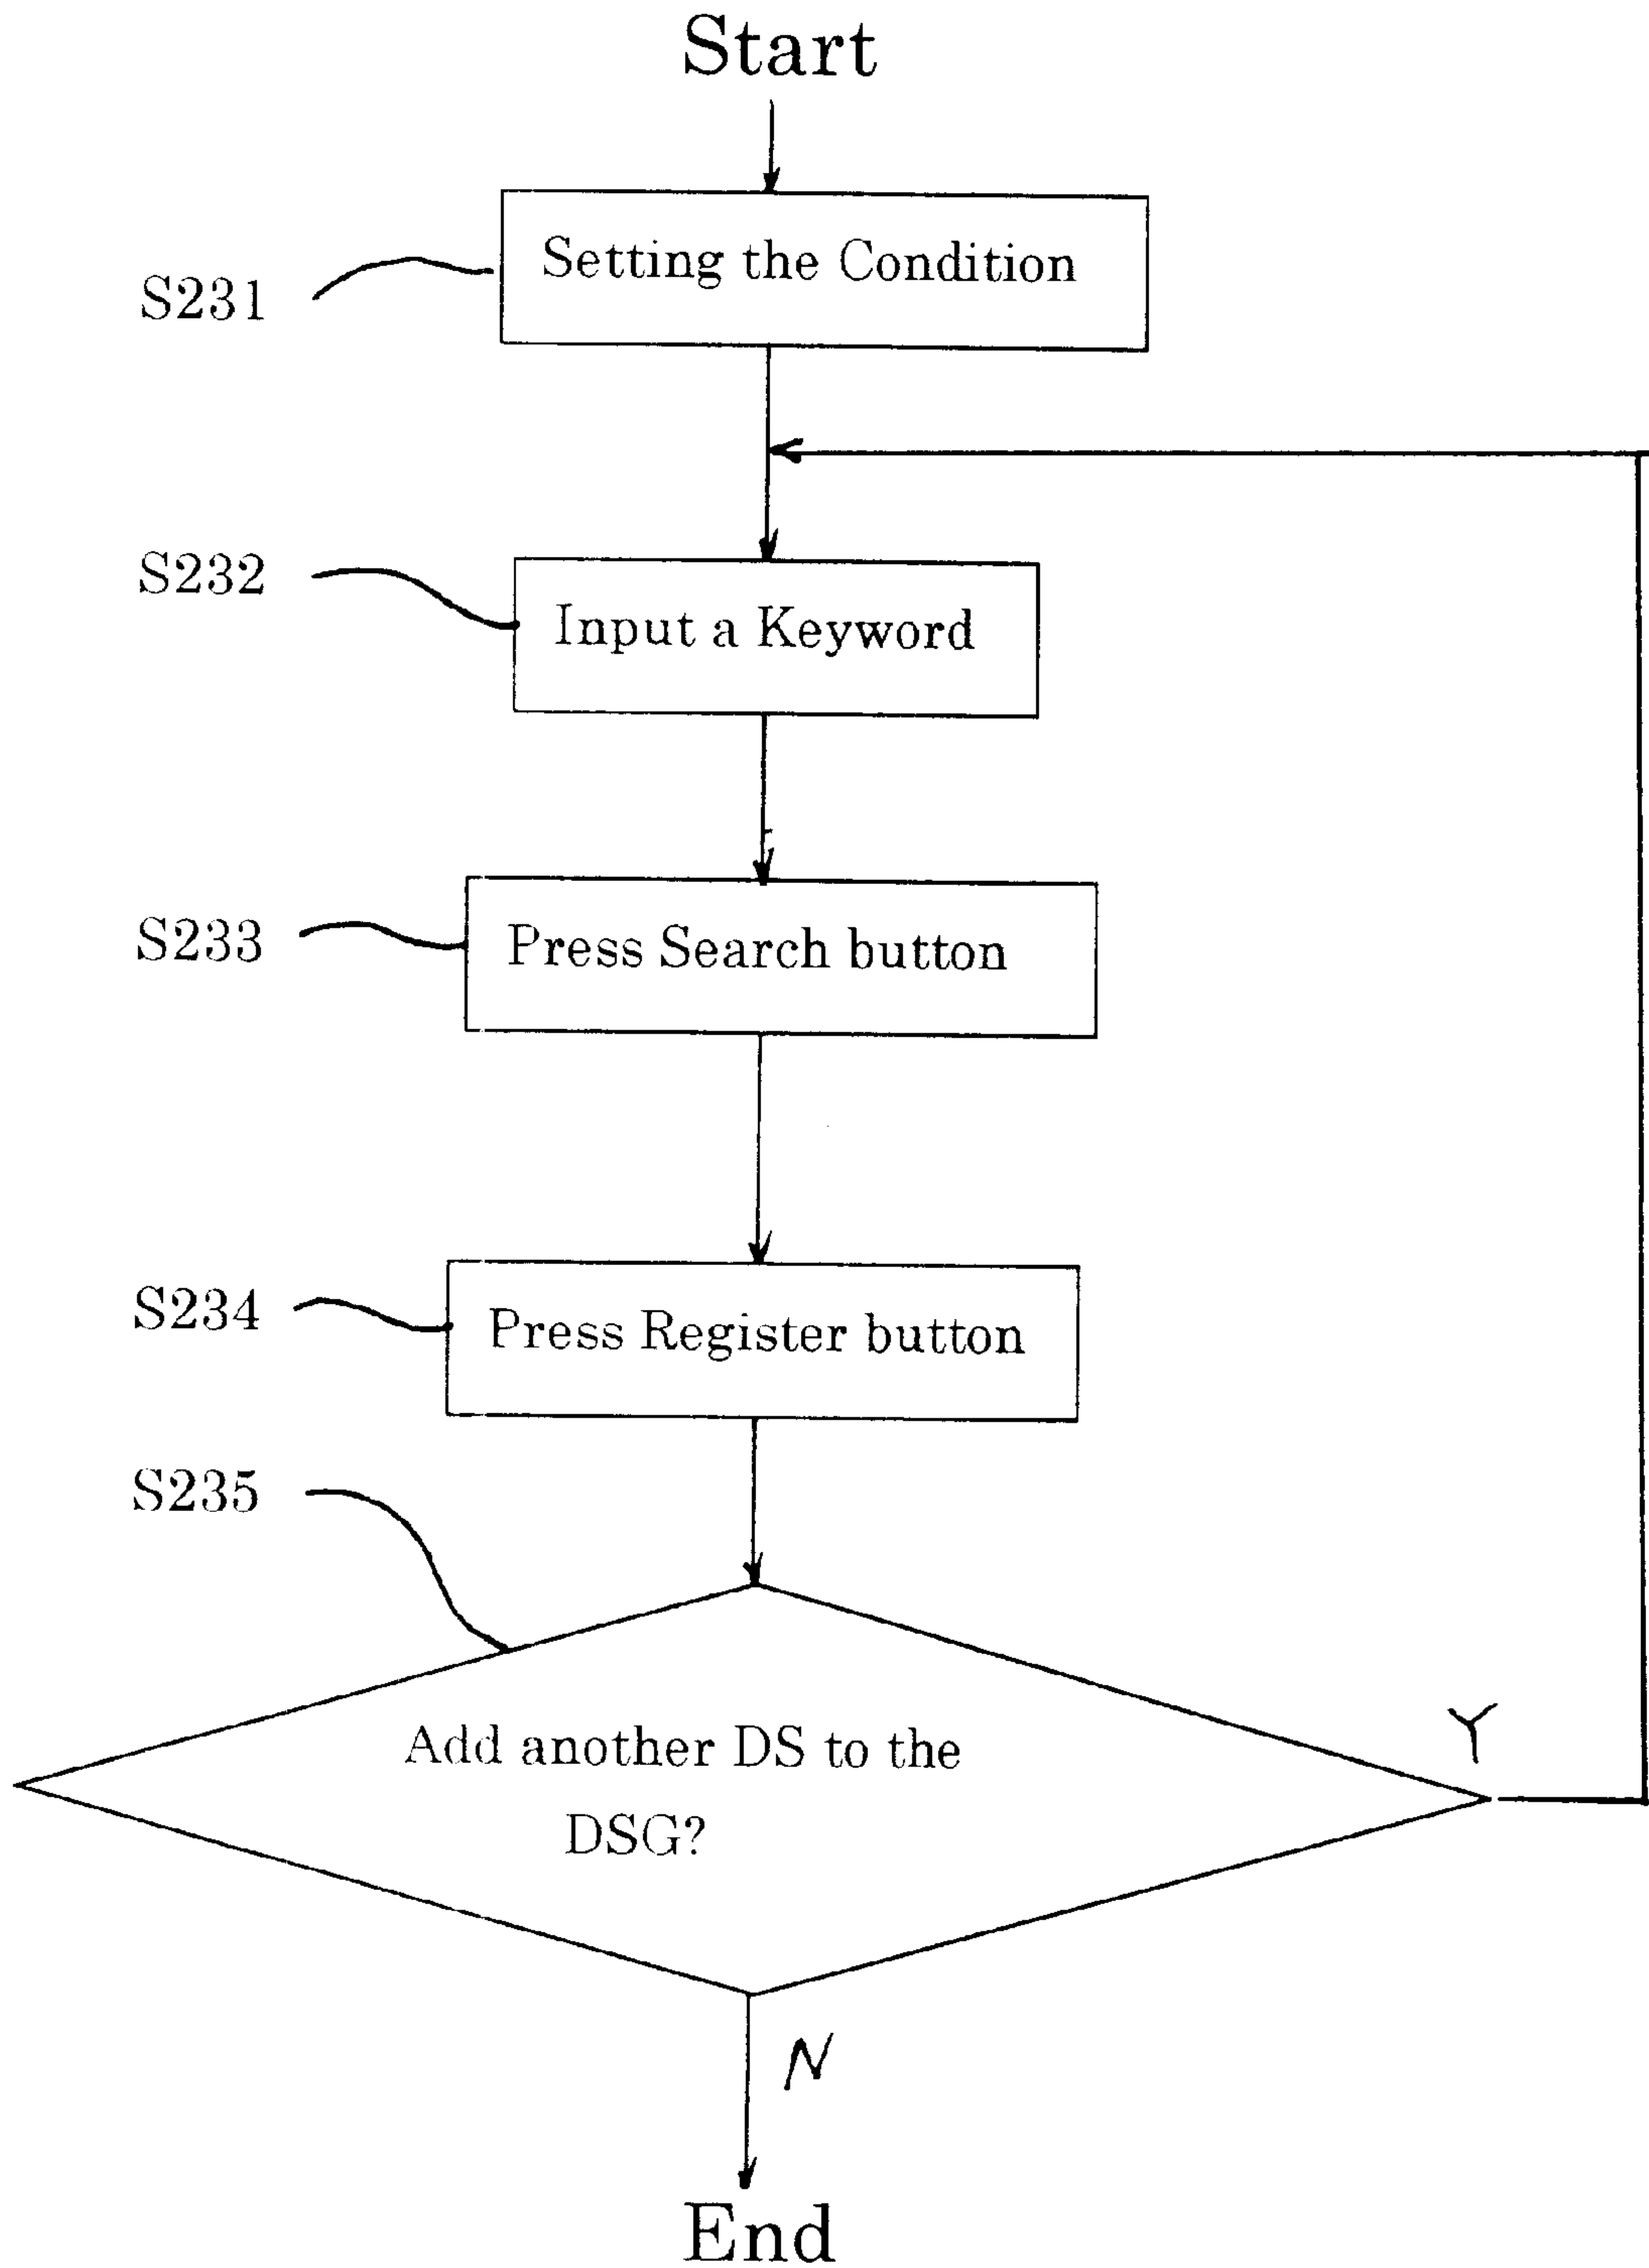 Start
Setting the Condition
S231
S232
Input a Keyword
S233
Press Search button
S234
Press Register button
S235
Add another DS to the
DSG?
Y
N
End